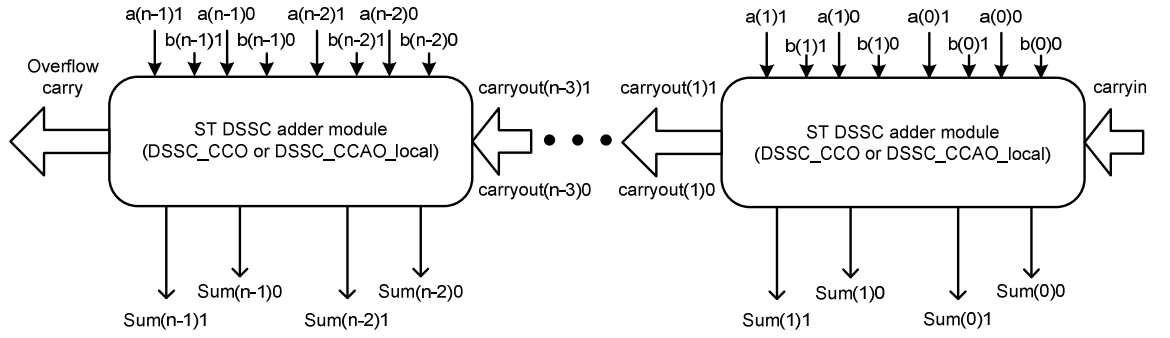 a(n-1)1 a(n-1)0 a(n-2)1 a(n-2)0
b(n-1)1 b(n-1)0 b(n-2)1 b(n-2)0
Overflow
carry
ST DSSC adder module
(DSSC_CCO or DSSC_CCAO_local)
carryout(n-3)1
carryout(n-3)0
Sum(n-1)0 Sum(n-2)0
Sum(n-1)1 Sum(n-2)1
a(1)1 a(1)0 a(0)1 a(0)0
b(1)1 b(1)0 b(0)1 b(0)0
carryout(1)1
carryout(1)0
ST DSSC adder module
(DSSC_CCO or DSSC_CCAO_local)
carryin
Sum(1)0 Sum(0)0
Sum(1)1 Sum(0)1